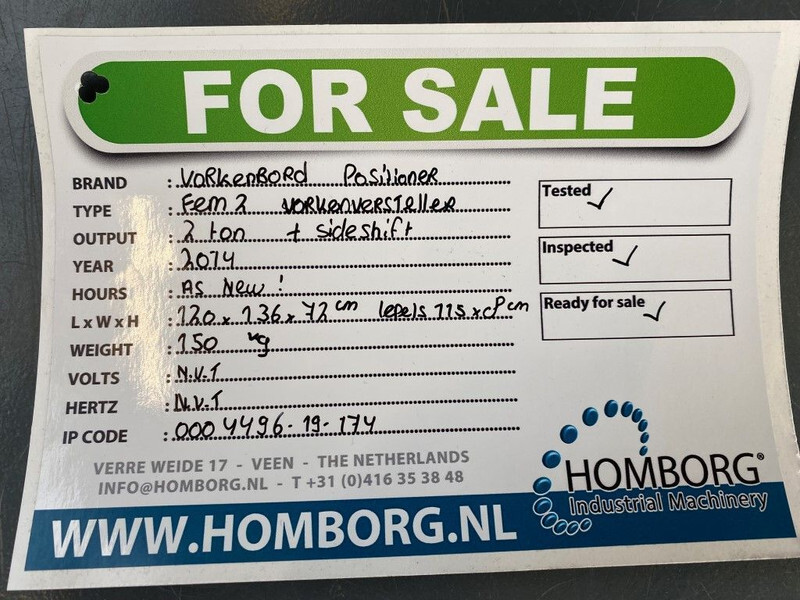 FOR SALE
BRAND : VORKENBORD POSITIONER
TYPE : Fem 2 VORKENVERSTELLER
OUTPUT : 2 ton + sideshift
YEAR : 2014
HOURS : AS New !
L x W x H : 120 x 136 x 72 cm lepels 115 x cm
WEIGHT : 150 kg
VOLTS : N.V.T
HERTZ : N.V.T
IP CODE : 000 4496-19-174
Tested ✓
Inspected ✓
Ready for sale ✓
VERRE WEIDE 17 - VEEN - THE NETHERLANDS
INFO@HOMBORG.NL - T +31 (0)416 35 38 48
HOMBORG®
Industrial Machinery
WWW.HOMBORG.NL